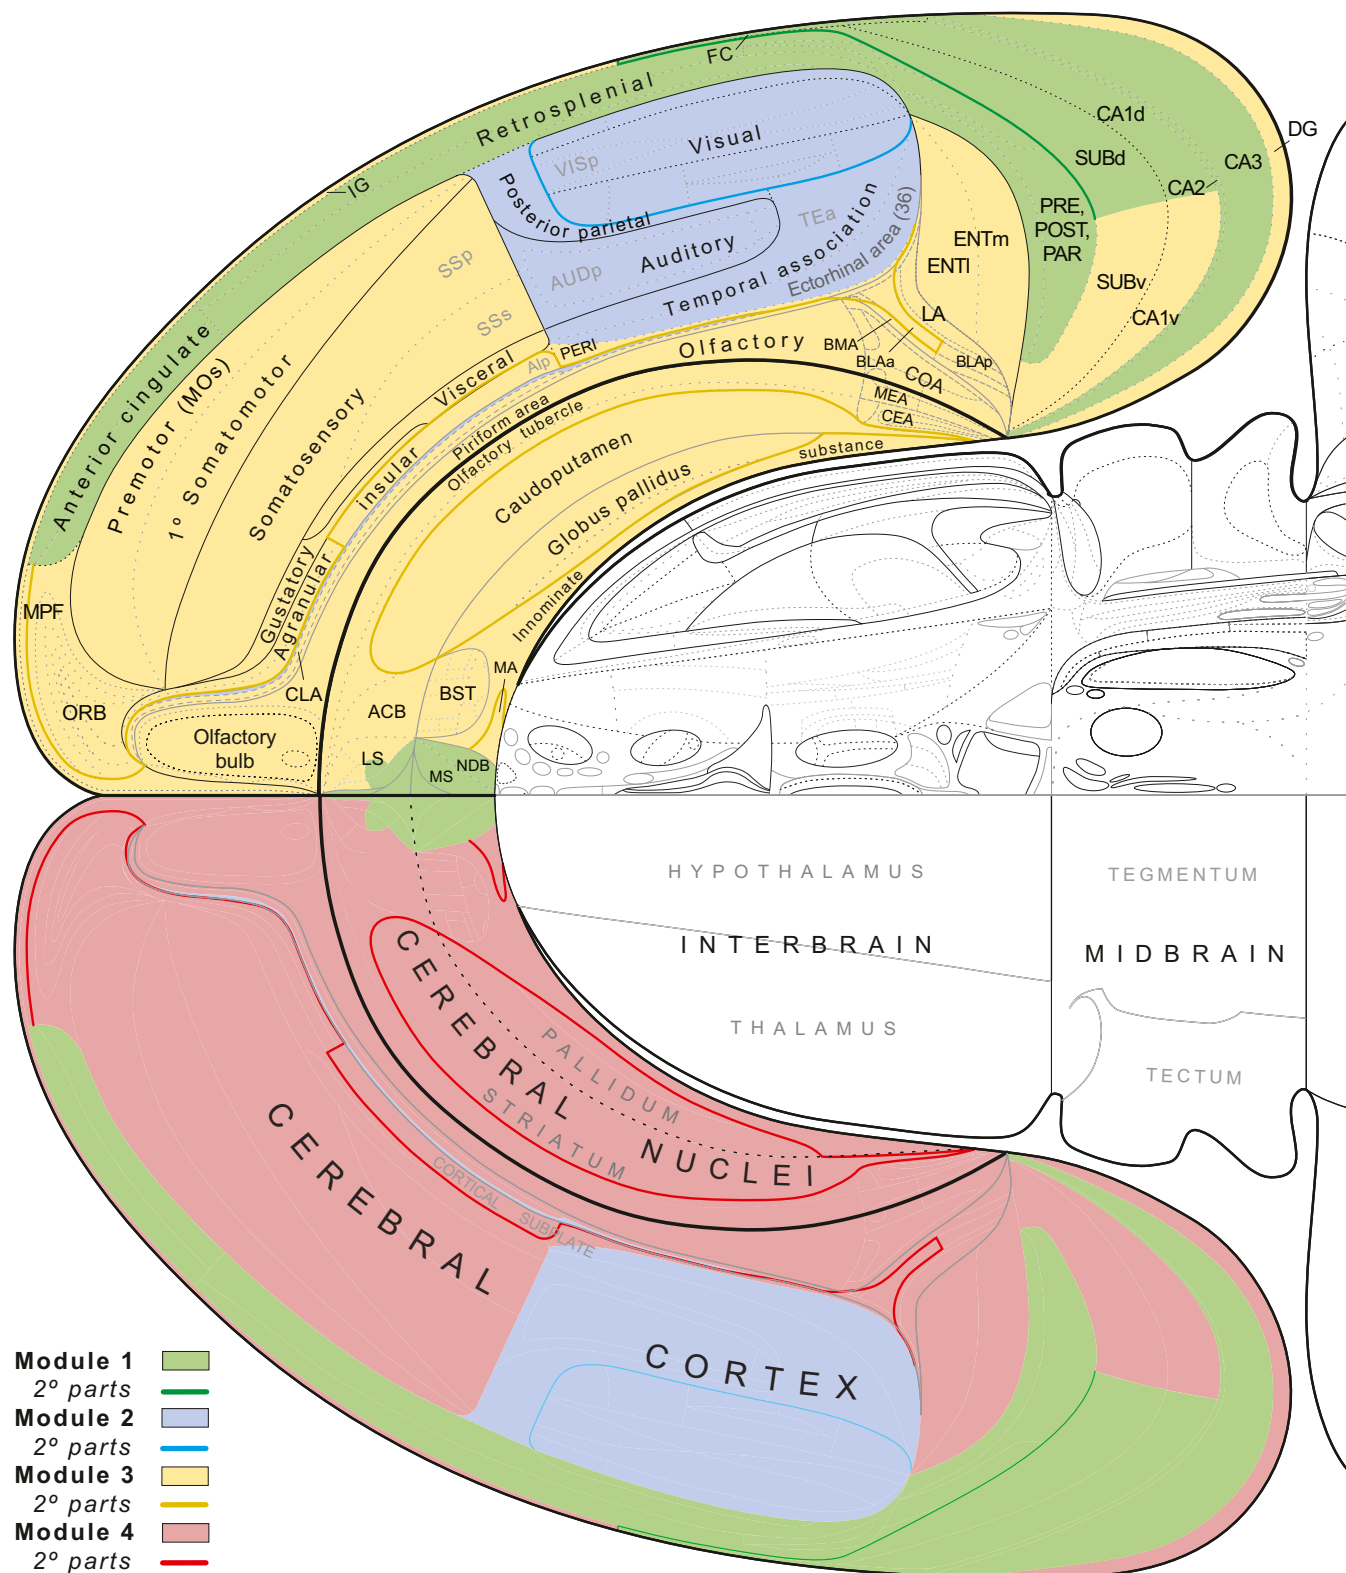 FC
Retrosplenial
CA1d
DG
Visual
VISp
SUBd
CA3
IG
CA2
Posterior parietal
PRE,
POST,
PAR
TEa
ENTm
Auditory
SSp
AUDp
ENTl
Temporal association
Ectorhinal area (36)
SUBv
SSs
LA
CA1v
Anterior cingulate
Premotor (MOs)
1º Somatomotor
Somatosensory
Visceral
AIp
PERI
Olfactory
BMA
BLAa
BLAp
COA
MEA
CEA
Piriform area
Olfactory tubercle
insular
Caudoputamen
substance
Globus pallidus
Gustatory
Agranular
Innominate
MPF
MA
CLA
BST
ORB
ACB
Olfactory
bulb
LS
MS
NDB
HYPOTHALAMUS
TEGMENTUM
INTERBRAIN
MIDBRAIN
THALAMUS
TECTUM
CEREBRAL
NUCLEI
PALLIDUM
STRIATUM
CORTICAL
SUBPLATE
CEREBRAL
CORTEX
Module 1
2º parts
Module 2
2º parts
Module 3
2º parts
Module 4
2º parts